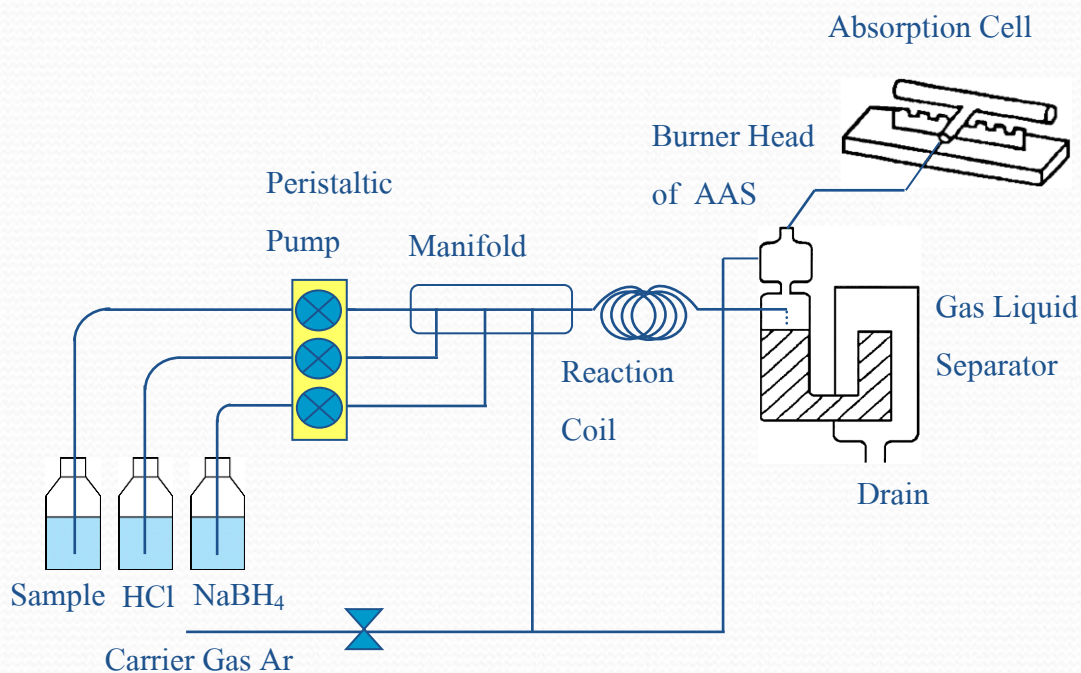 Absorption Cell
Burner Head
of AAS
Peristaltic
Pump
Manifold
Gas Liquid
Separator
Reaction
Coil
Drain
Sample
HCl
NaBH₄
Carrier Gas Ar